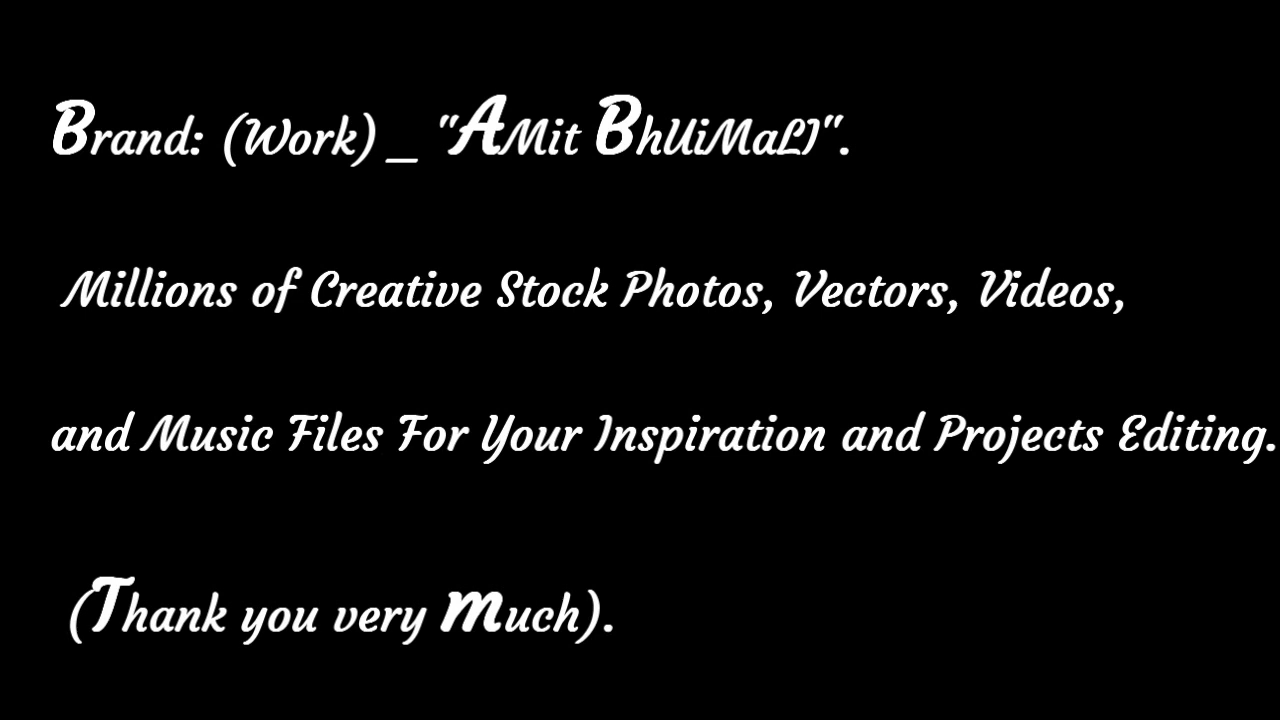 Brand: (Work) _ "AMit BhUiMaLI".
Millions of Creative Stock Photos, Vectors, Videos,
and Music Files For Your Inspiration and Projects Editing.
(Thank you very much).